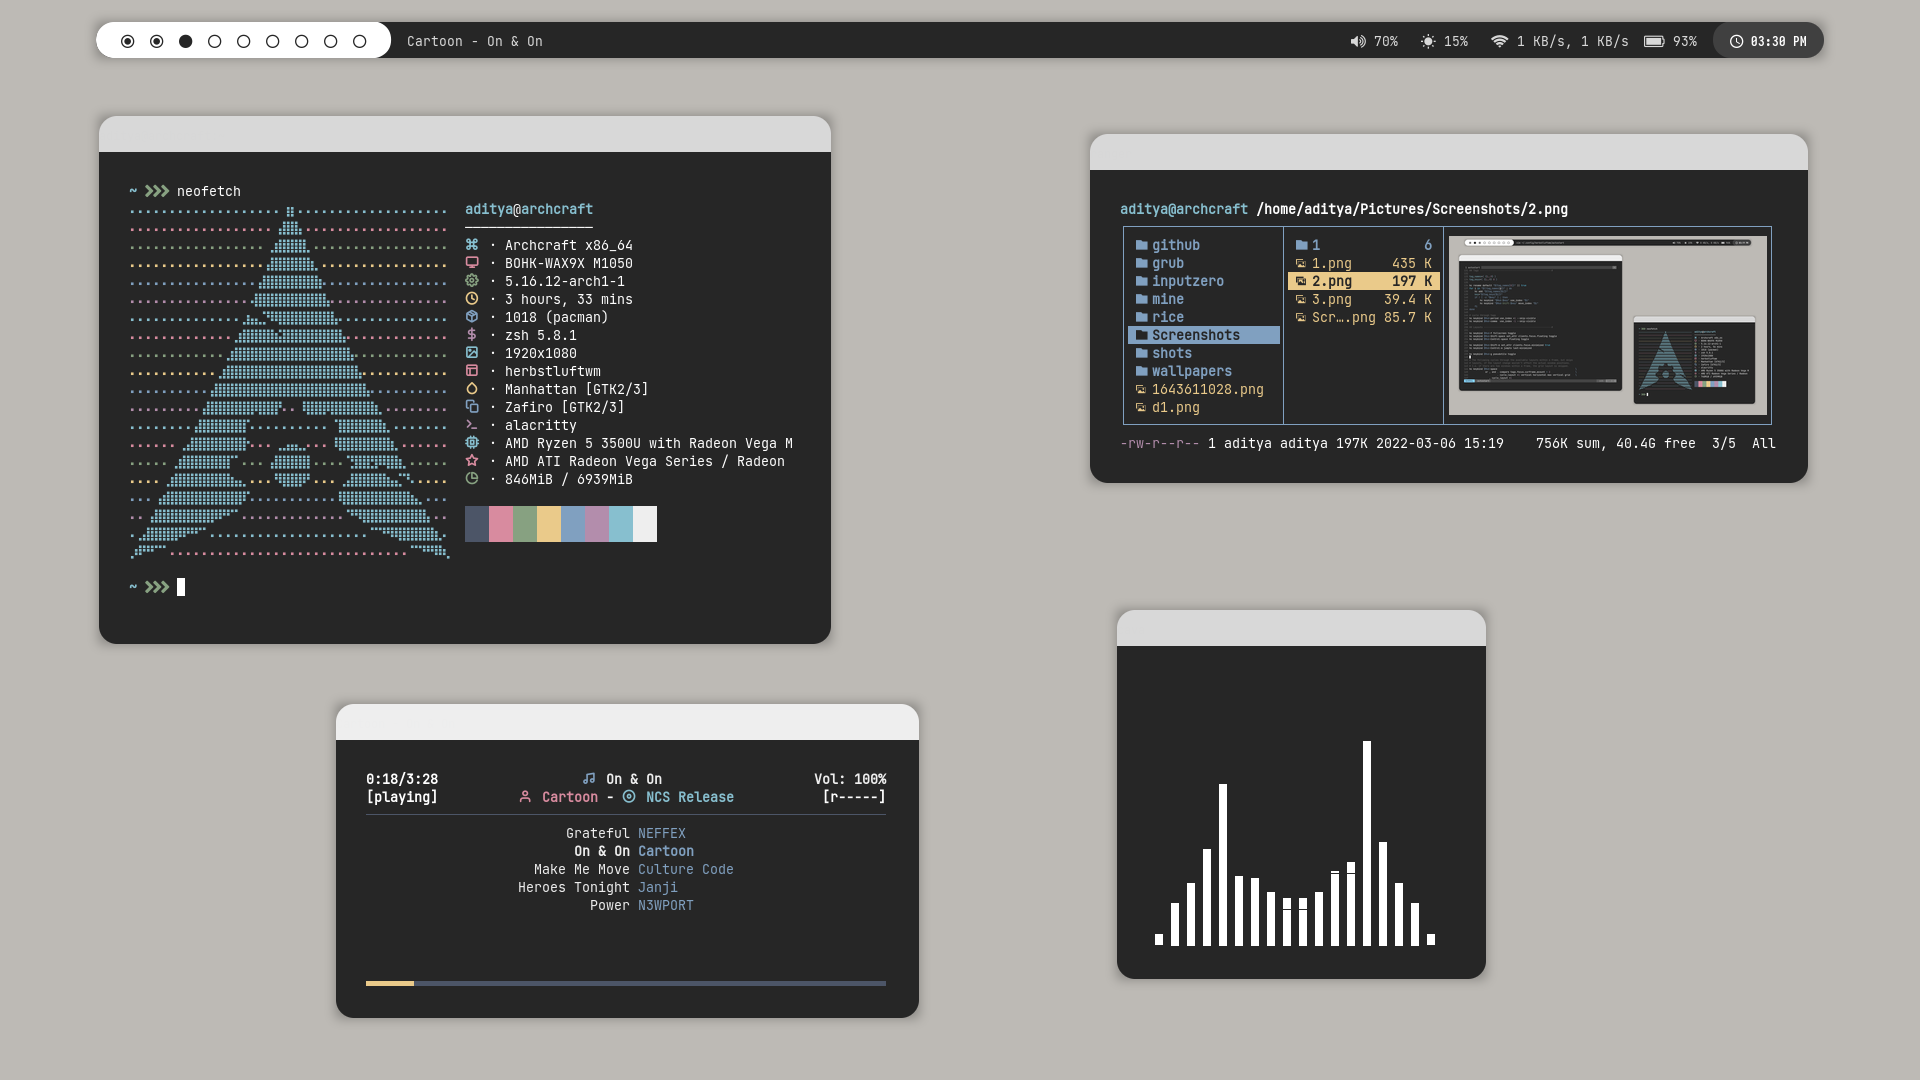 Cartoon - On & On
70%
15%
1 KB/s, 1 KB/s
93%
03:30 PM
~ neofetch
aditya@archcraft
· Archcraft x86_64
· BOHK-WAX9X M1050
· 5.16.12-arch1-1
· 3 hours, 33 mins
· 1018 (pacman)
· zsh 5.8.1
· 1920x1080
· herbstluftwm
· Manhattan [GTK2/3]
· Zafiro [GTK2/3]
· alacritty
· AMD Ryzen 5 3500U with Radeon Vega M
· AMD ATI Radeon Vega Series / Radeon
· 846MiB / 6939MiB
~
aditya@archcraft /home/aditya/Pictures/Screenshots/2.png
github
grub
inputzero
mine
rice
Screenshots
shots
wallpapers
1643611028.png
d1.png
1 6
1.png 435 K
2.png 197 K
3.png 39.4 K
Scr….png 85.7 K
-rw-r--r-- 1 aditya aditya 197K 2022-03-06 15:19 756K sum, 40.4G free 3/5 All
0:18/3:28 On & On Vol: 100%
[playing] Cartoon - NCS Release [r-----]
Grateful NEFFEX
On & On Cartoon
Make Me Move Culture Code
Heroes Tonight Janji
Power N3WPORT